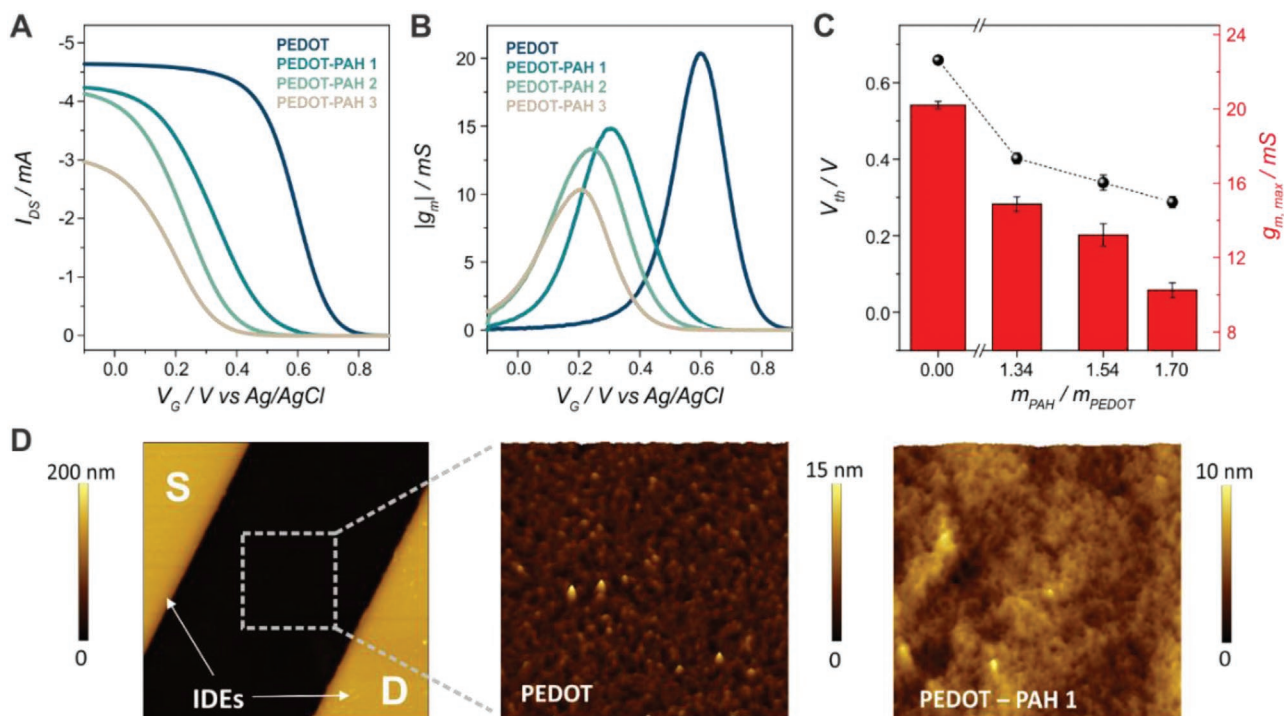 A
PEDOT
PEDOT-PAH 1
PEDOT-PAH 2
PEDOT-PAH 3
-5
-4
-3
-2
-1
0
I_DS / mA
0.0 0.2 0.4 0.6 0.8
V_G / V vs Ag/AgCl
B
PEDOT
PEDOT-PAH 1
PEDOT-PAH 2
PEDOT-PAH 3
20
15
10
5
0
|g_m| / mS
0.0 0.2 0.4 0.6 0.8
V_G / V vs Ag/AgCl
C
0.6
0.4
0.2
0.0
V_th / V
24
20
16
12
8
g_m, max / mS
0.00 1.34 1.54 1.70
m_PAH / m_PEDOT
D
200 nm
0
S
IDEs
D
PEDOT
15 nm
0
PEDOT – PAH 1
10 nm
0